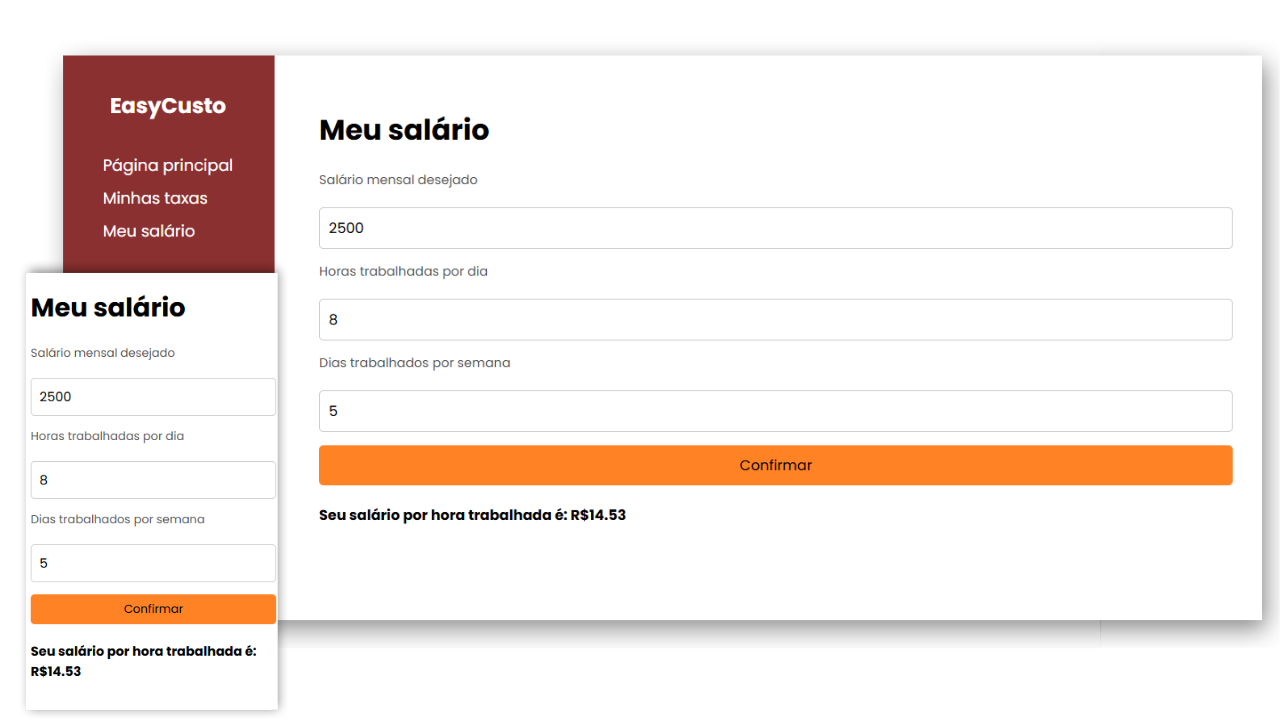 EasyCusto
Página principal
Minhas taxas
Meu salário
Meu salário
Salário mensal desejado
2500
Horas trabalhadas por dia
8
Dias trabalhados por semana
5
Confirmar
Seu salário por hora trabalhada é: R$14.53
Meu salário
Salário mensal desejado
2500
Horas trabalhadas por dia
8
Dias trabalhados por semana
5
Confirmar
Seu salário por hora trabalhada é:
R$14.53